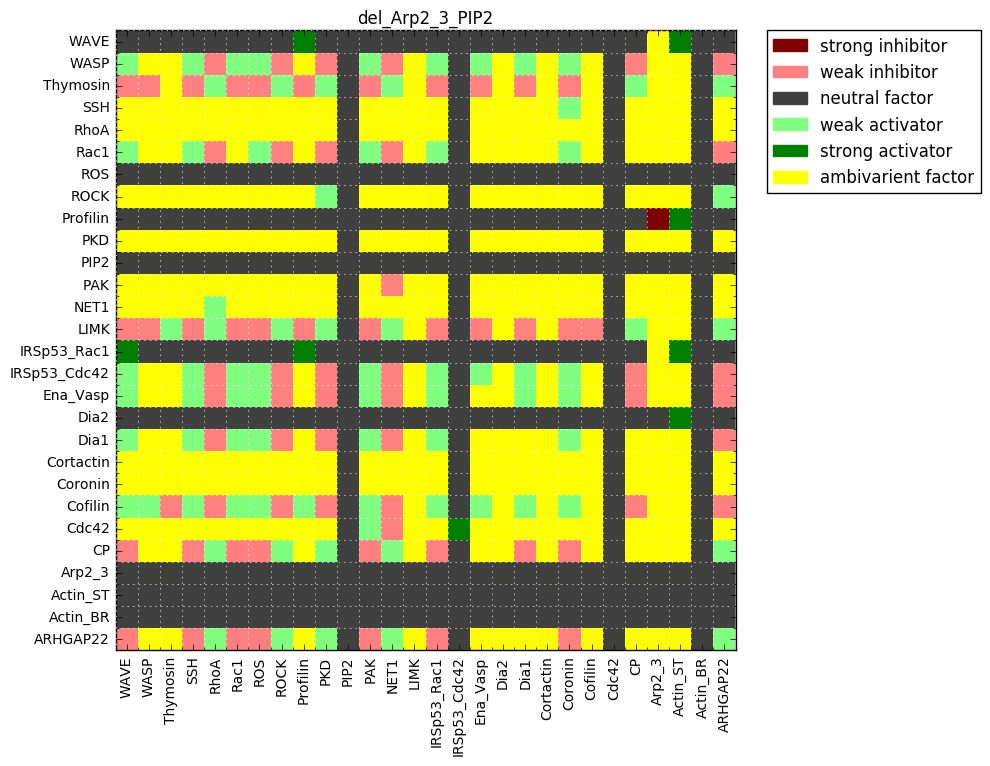 del_Arp2_3_PIP2
WAVE
WASP
Thymosin
SSH
RhoA
Rac1
ROS
ROCK
Profilin
PKD
PIP2
PAK
NET1
LIMK
IRSp53_Rac1
IRSp53_Cdc42
Ena_Vasp
Dia2
Dia1
Cortactin
Coronin
Cofilin
Cdc42
CP
Arp2_3
Actin_ST
Actin_BR
ARHGAP22
WAVE
WASP
Thymosin
SSH
RhoA
Rac1
ROS
ROCK
Profilin
PKD
PIP2
PAK
NET1
LIMK
IRSp53_Rac1
IRSp53_Cdc42
Ena_Vasp
Dia2
Dia1
Cortactin
Coronin
Cofilin
Cdc42
CP
Arp2_3
Actin_ST
Actin_BR
ARHGAP22
strong inhibitor
weak inhibitor
neutral factor
weak activator
strong activator
ambivarient factor